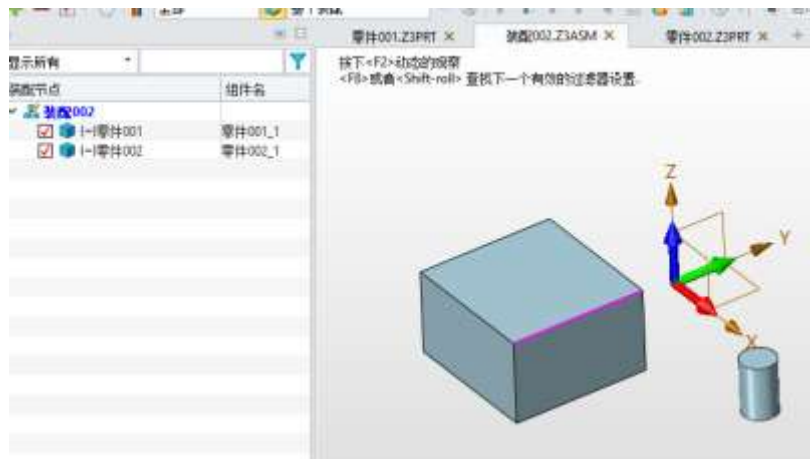 零件001.Z3PRT ×
装配002.Z3ASM ×
零件002.Z3PRT ×
显示所有
按下<F2>动态的观察
<F8>或者<Shift-roll> 查找下一个有效的过滤器设置.
装配节点
组件名
装配002
(-)零件001
零件001_1
(-)零件002
零件002_1
Z
Y
X